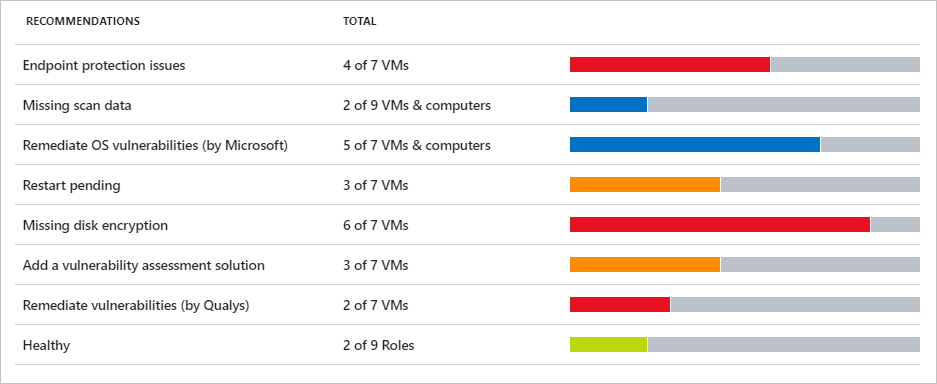 RECOMMENDATIONS TOTAL
Endpoint protection issues 4 of 7 VMs
Missing scan data 2 of 9 VMs & computers
Remediate OS vulnerabilities (by Microsoft) 5 of 7 VMs & computers
Restart pending 3 of 7 VMs
Missing disk encryption 6 of 7 VMs
Add a vulnerability assessment solution 3 of 7 VMs
Remediate vulnerabilities (by Qualys) 2 of 7 VMs
Healthy 2 of 9 Roles